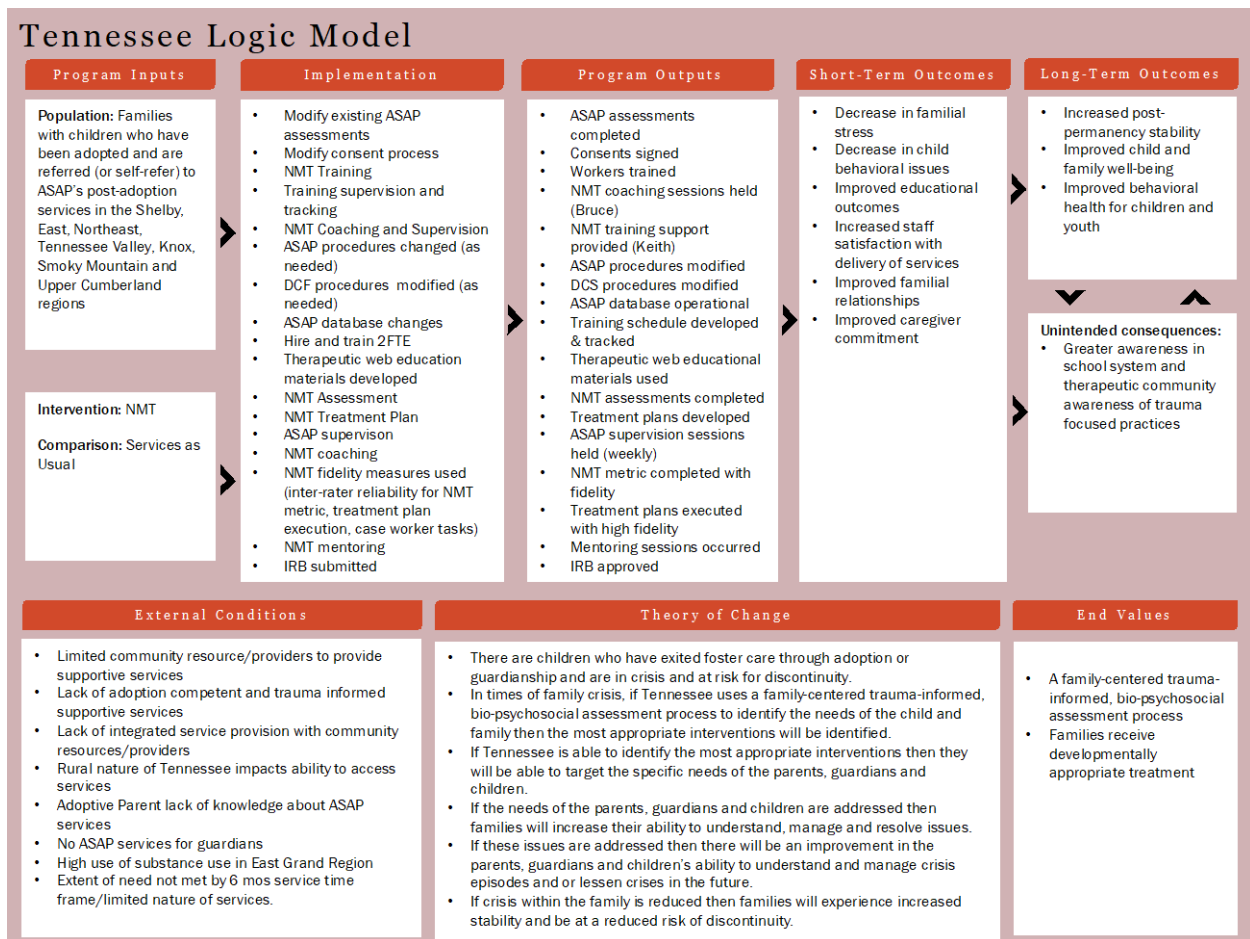 Tennessee Logic Model
Program Inputs
Population: Families
with children who have
been adopted and are
referred (or self-refer) to
ASAP's post-adoption
services in the Shelby,
East, Northeast,
Tennessee Valley, Knox,
Smoky Mountain and
Upper Cumberland
regions
Intervention: NMT
Comparison: Services as
Usual
Implementation
• Modify existing ASAP
assessments
• Modify consent process
• NMT Training
• Training supervision and
tracking
• NMT Coaching and Supervision
• ASAP procedures changed (as
needed)
• DCF procedures modified (as
needed)
• ASAP database changes
• Hire and train 2FTE
• Therapeutic web education
materials developed
• NMT Assessment
• NMT Treatment Plan
• ASAP supervison
• NMT coaching
• NMT fidelity measures used
(inter-rater reliability for NMT
metric, treatment plan
execution, case worker tasks)
• NMT mentoring
• IRB submitted
Program Outputs
• ASAP assessments
completed
• Consents signed
• Workers trained
• NMT coaching sessions held
(Bruce)
• NMT training support
provided (Keith)
• ASAP procedures modified
• DCS procedures modified
• ASAP database operational
• Training schedule developed
& tracked
• Therapeutic web educational
materials used
• NMT assessments completed
• Treatment plans developed
• ASAP supervision sessions
held (weekly)
• NMT metric completed with
fidelity
• Treatment plans executed
with high fidelity
• Mentoring sessions occurred
• IRB approved
Short-Term Outcomes
• Decrease in familial
stress
• Decrease in child
behavioral issues
• Improved educational
outcomes
• Increased staff
satisfaction with
delivery of services
• Improved familial
relationships
• Improved caregiver
commitment
Long-Term Outcomes
• Increased post-
permanency stability
• Improved child and
family well-being
• Improved behavioral
health for children and
youth
Unintended consequences:
• Greater awareness in
school system and
therapeutic community
awareness of trauma
focused practices
External Conditions
• Limited community resource/providers to provide
supportive services
• Lack of adoption competent and trauma informed
supportive services
• Lack of integrated service provision with community
resources/providers
• Rural nature of Tennessee impacts ability to access
services
• Adoptive Parent lack of knowledge about ASAP
services
• No ASAP services for guardians
• High use of substance use in East Grand Region
• Extent of need not met by 6 mos service time
frame/limited nature of services.
Theory of Change
• There are children who have exited foster care through adoption or
guardianship and are in crisis and at risk for discontinuity.
• In times of family crisis, if Tennessee uses a family-centered trauma-informed,
bio-psychosocial assessment process to identify the needs of the child and
family then the most appropriate interventions will be identified.
• If Tennessee is able to identify the most appropriate interventions then they
will be able to target the specific needs of the parents, guardians and
children.
• If the needs of the parents, guardians and children are addressed then
families will increase their ability to understand, manage and resolve issues.
• If these issues are addressed then there will be an improvement in the
parents, guardians and children's ability to understand and manage crisis
episodes and or lessen crises in the future.
• If crisis within the family is reduced then families will experience increased
stability and be at a reduced risk of discontinuity.
End Values
• A family-centered trauma-
informed, bio-psychosocial
assessment process
• Families receive
developmentally
appropriate treatment